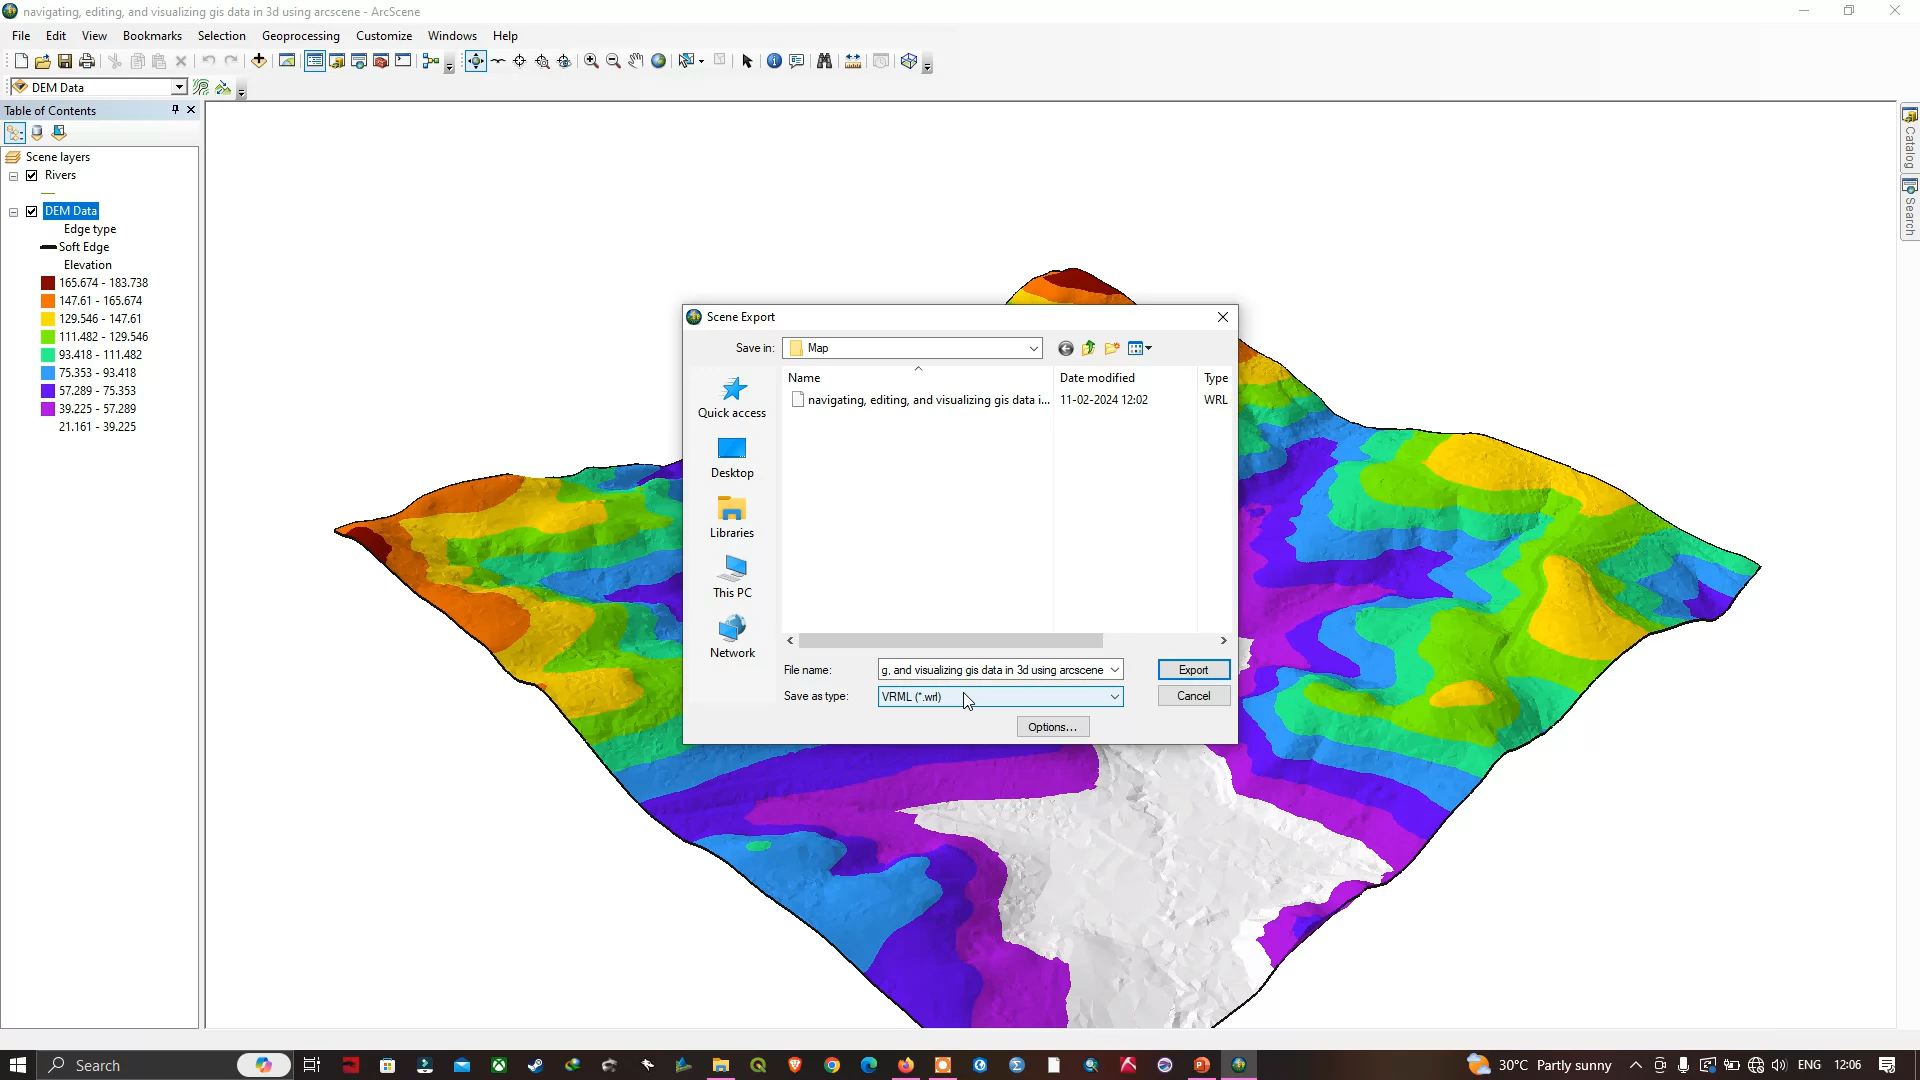 navigating, editing, and visualizing gis data in 3d using arcscene - ArcScene
File Edit View Bookmarks Selection Geoprocessing Customize Windows Help
DEM Data
Table of Contents
Scene layers
Rivers
DEM Data
Edge type
Soft Edge
Elevation
165.674 - 183.738
147.61 - 165.674
129.546 - 147.61
111.482 - 129.546
93.418 - 111.482
75.353 - 93.418
57.289 - 75.353
39.225 - 57.289
21.161 - 39.225
Scene Export
Save in: Map
Name Date modified Type
navigating, editing, and visualizing gis data i... 11-02-2024 12:02 WRL
Quick access
Desktop
Libraries
This PC
Network
File name: g, and visualizing gis data in 3d using arcscene Export
Save as type: VRML (*.wrl) Cancel
Options...
Catalog
Search
Search 30°C Partly sunny ENG 12:06